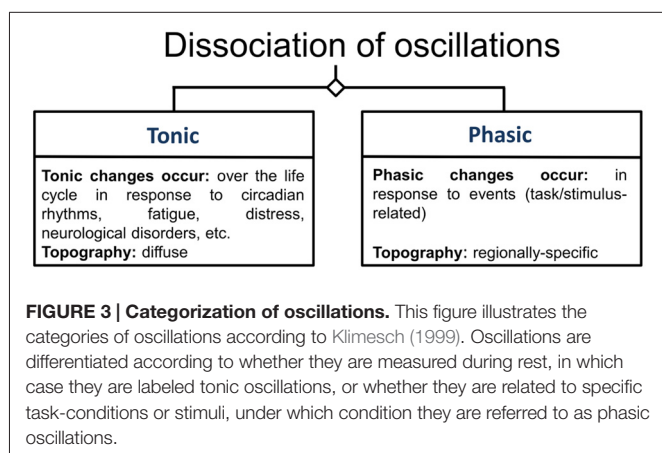 Dissociation of oscillations
Tonic
Tonic changes occur: over the life
cycle in response to circadian
rhythms, fatigue, distress,
neurological disorders, etc.
Topography: diffuse
Phasic
Phasic changes occur: in
response to events (task/stimulus-
related)
Topography: regionally-specific
FIGURE 3 | Categorization of oscillations. This figure illustrates the
categories of oscillations according to Klimesch (1999). Oscillations are
differentiated according to whether they are measured during rest, in which
case they are labeled tonic oscillations, or whether they are related to specific
task-conditions or stimuli, under which condition they are referred to as phasic
oscillations.